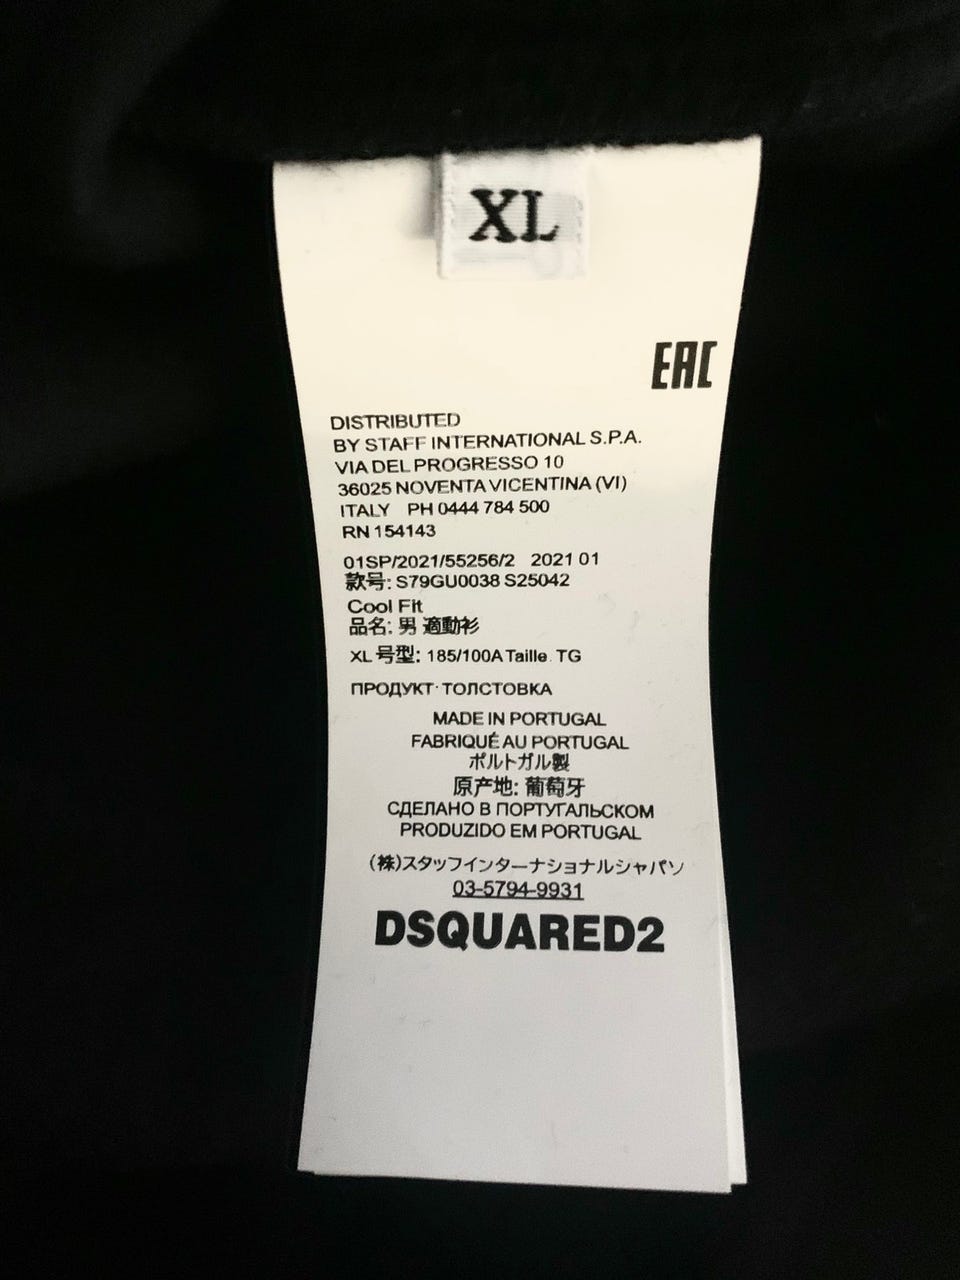 XL
EAC
DISTRIBUTED
BY STAFF INTERNATIONAL S.P.A.
VIA DEL PROGRESSO 10
36025 NOVENTA VICENTINA (VI)
ITALY PH 0444 784 500
RN 154143
01SP/2021/55256/2 2021 01
款号: S79GU0038 S25042
Cool Fit
品名: 男 適動衫
XL 号型: 185/100A Taille. TG
ПРОДУКТ· ТОЛСТОВКА
MADE IN PORTUGAL
FABRIQUÉ AU PORTUGAL
ポルトガル製
原产地: 葡萄牙
СДЕЛАНО В ПОРТУГАЛЬСКОМ
PRODUZIDO EM PORTUGAL
(株)スタッフインターナショナルシャパソ
03-5794-9931
DSQUARED2